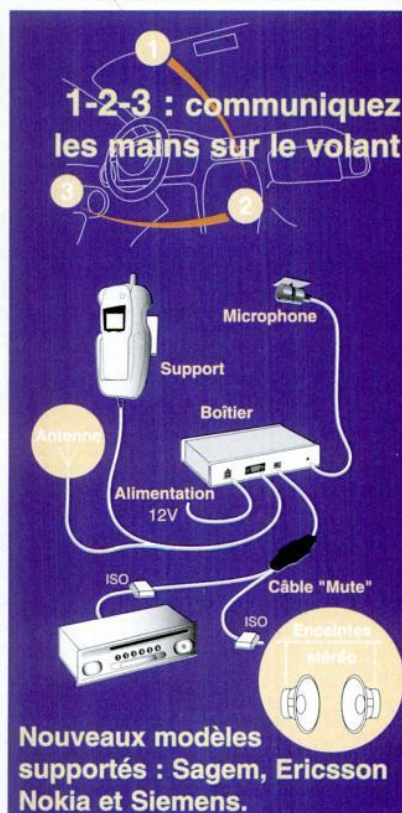 1
1-2-3 : communiquez
les mains sur le volant
3
2
Microphone
Support
Boîtier
Antenne
Alimentation
12V
ISO
Câble "Mute"
ISO
Enceintes
stéréo
Nouveaux modèles
supportés : Sagem, Ericsson
Nokia et Siemens.